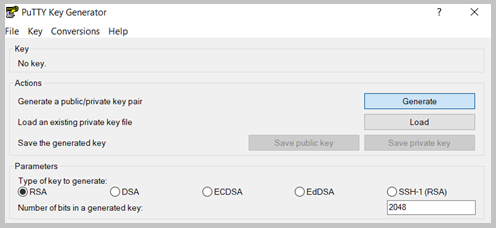 PuTTY Key Generator
File Key Conversions Help
Key
No key.
Actions
Generate a public/private key pair Generate
Load an existing private key file Load
Save the generated key Save public key Save private key
Parameters
Type of key to generate:
RSA DSA ECDSA EdDSA SSH-1 (RSA)
Number of bits in a generated key: 2048